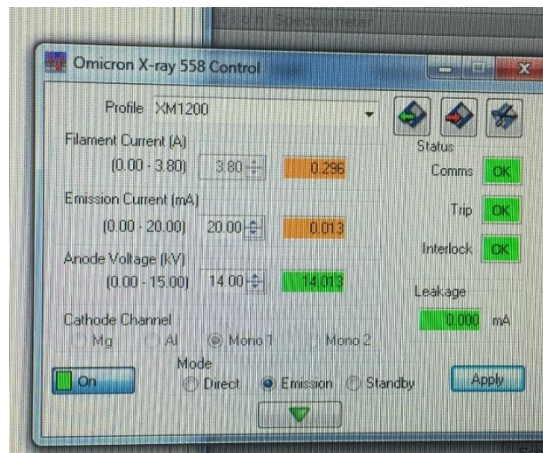 Spectrometer
Omicron X-ray 558 Control
Profile XM1200
Filament Current (A)
(0.00 - 3.80) 3.80 0.296
Status
Comms OK
Emission Current (mA)
(0.00 - 20.00) 20.00 0.013
Trip OK
Interlock OK
Anode Voltage (kV)
(0.00 - 15.00) 14.00 14.013
Leakage
0.000 mA
Cathode Channel
Mg Al Mono 1 Mono 2
Mode
On Direct Emission Standby Apply